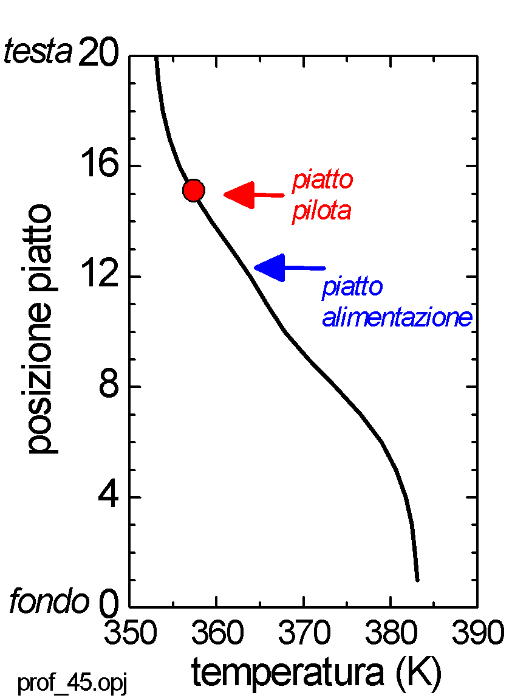 testa 20
16
piatto
pilota
12
piatto
alimentazione
8
4
fondo 0
350 360 370 380 390
posizione piatto
temperatura (K)
prof_45.opj